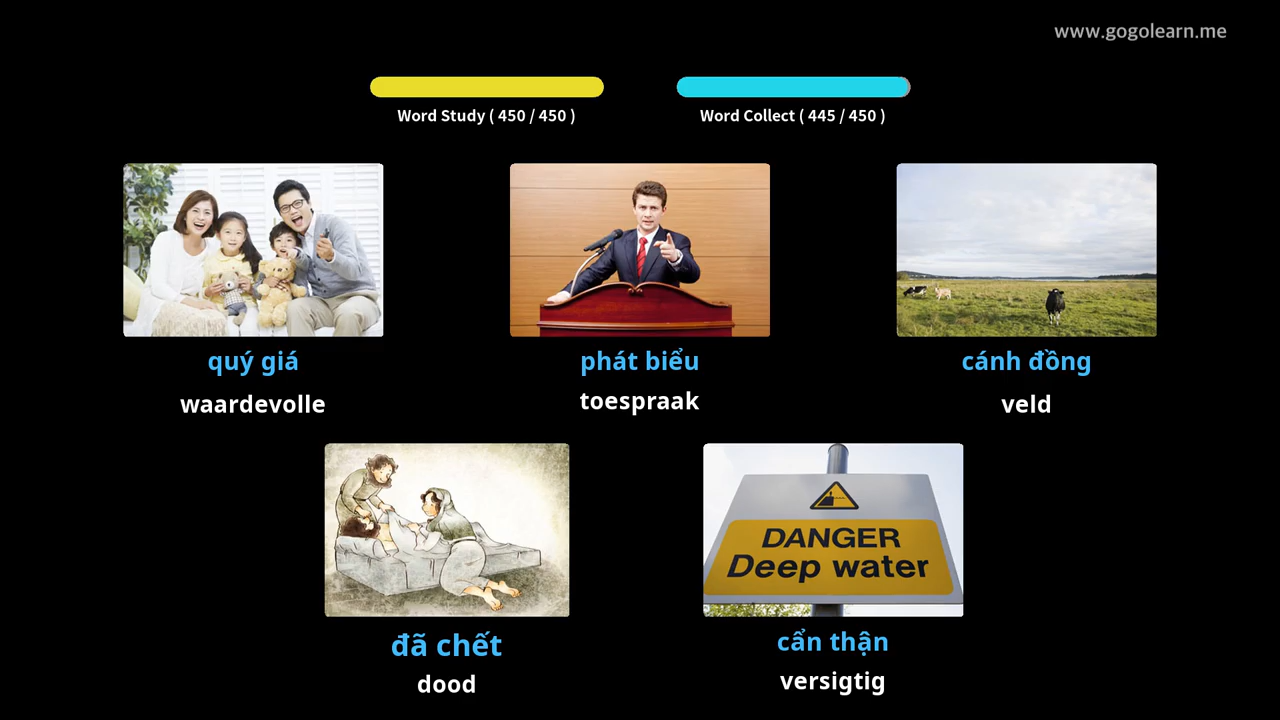 www.gogolearn.me
Word Study ( 450 / 450 )
Word Collect ( 445 / 450 )
quý giá
waardevolle
phát biểu
toespraak
cánh đồng
veld
DANGER
Deep water
đã chết
dood
cẩn thận
versigtig